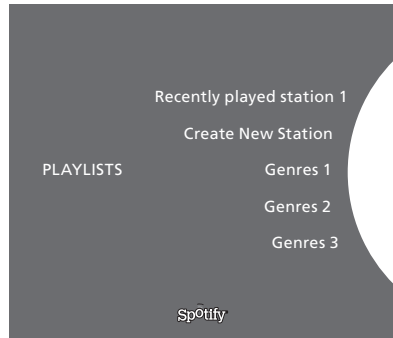 Recently played station 1
Create New Station
PLAYLISTS Genres 1
Genres 2
Genres 3
Spotify